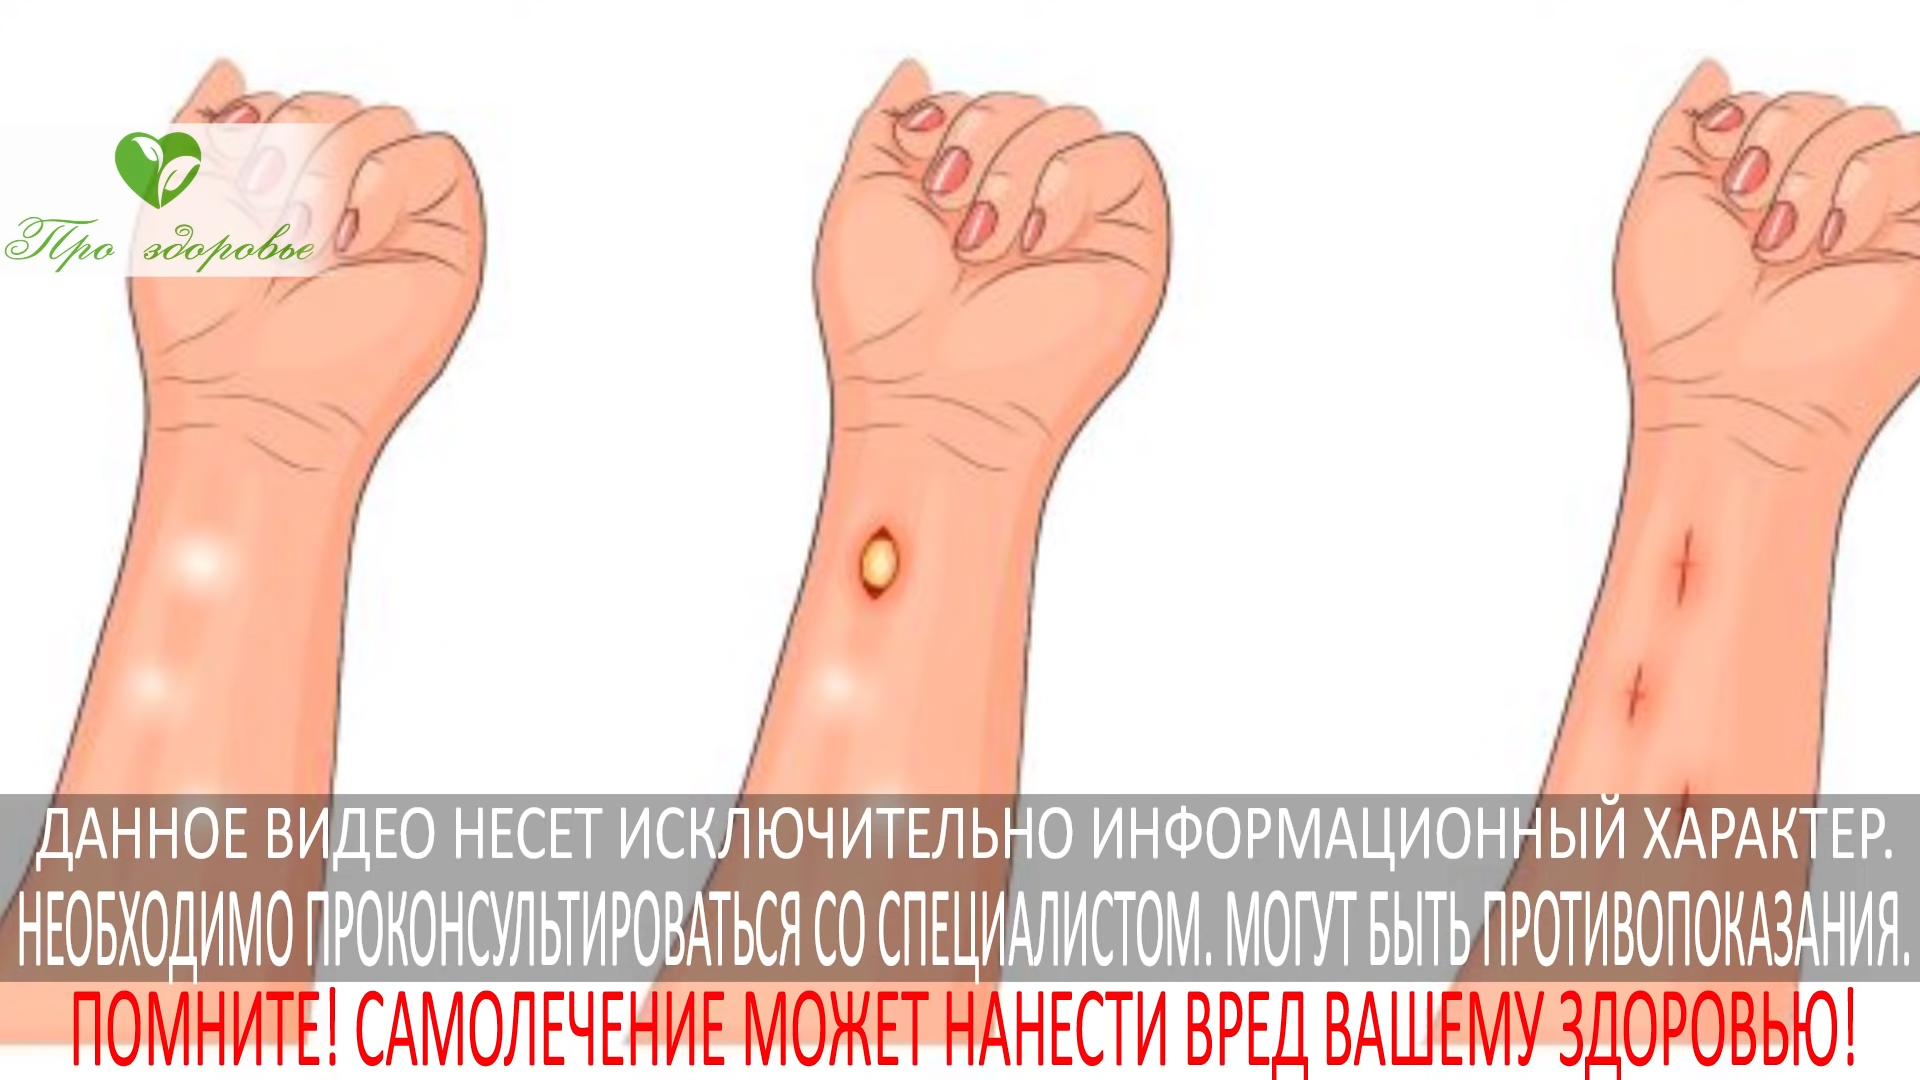 Про здоровье
ДАННОЕ ВИДЕО НЕСЕТ ИСКЛЮЧИТЕЛЬНО ИНФОРМАЦИОННЫЙ ХАРАКТЕР.
НЕОБХОДИМО ПРОКОНСУЛЬТИРОВАТЬСЯ СО СПЕЦИАЛИСТОМ. МОГУТ БЫТЬ ПРОТИВОПОКАЗАНИЯ.
ПОМНИТЕ! САМОЛЕЧЕНИЕ МОЖЕТ НАНЕСТИ ВРЕД ВАШЕМУ ЗДОРОВЬЮ!